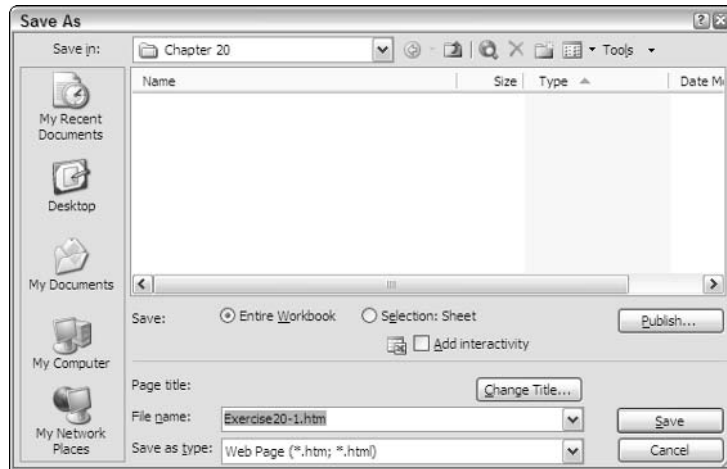 Save As
Save in:
Chapter 20
Tools
Name Size Type Date M
My Recent
Documents
Desktop
My Documents
My Computer
My Network
Places
Save: Entire Workbook Selection: Sheet Publish...
Add interactivity
Page title: Change Title...
File name: Exercise20-1.htm Save
Save as type: Web Page (*.htm; *.html) Cancel